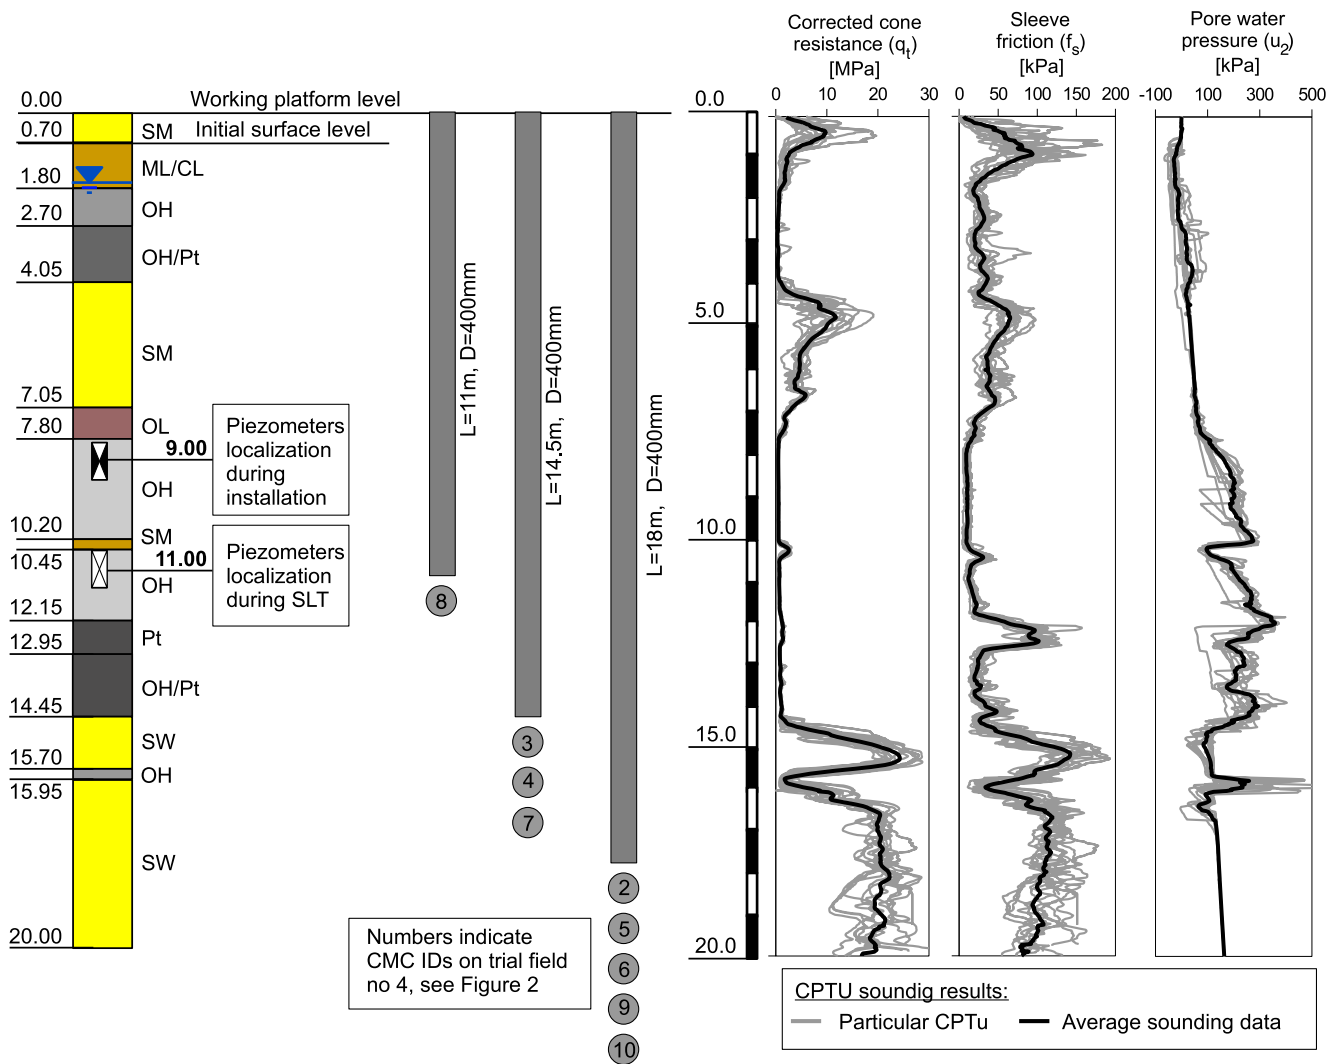 0.00
Working platform level
0.70
SM
Initial surface level
ML/CL
1.80
OH
2.70
OH/Pt
4.05
SM
7.05
7.80
OL
9.00
Piezometers
localization
during
installation
OH
10.20
SM
10.45
11.00
Piezometers
localization
during SLT
OH
12.15
Pt
12.95
OH/Pt
14.45
SW
15.70
OH
15.95
SW
20.00
L=11m, D=400mm
8
L=14.5m, D=400mm
3
4
7
L=18m, D=400mm
2
5
6
9
10
Numbers indicate
CMC IDs on trial field
no 4, see Figure 2
0.0
5.0
10.0
15.0
20.0
Corrected cone
resistance (qt)
[MPa]
0 10 20 30
Sleeve
friction (fs)
[kPa]
0 50 100 150 200
Pore water
pressure (u2)
[kPa]
-100 100 300 500
CPTU soundig results:
Particular CPTu
Average sounding data